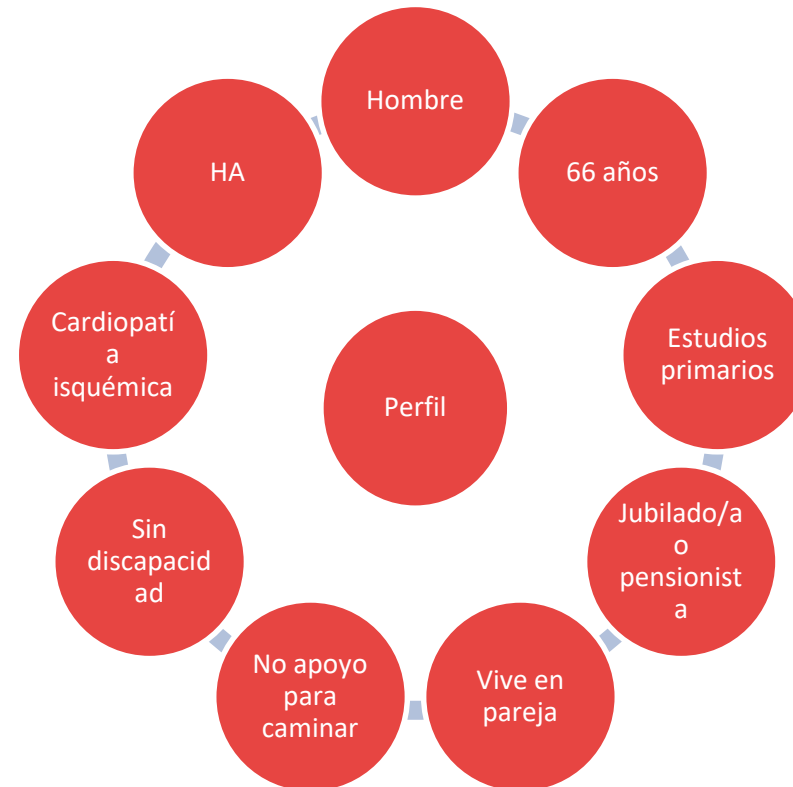 Hombre
66 años
Estudios
primarios
Jubilado/a
o
pensionist
a
Vive en
pareja
No apoyo
para
caminar
Sin
discapacid
ad
Cardiopatí
a
isquémica
HA
Perfil